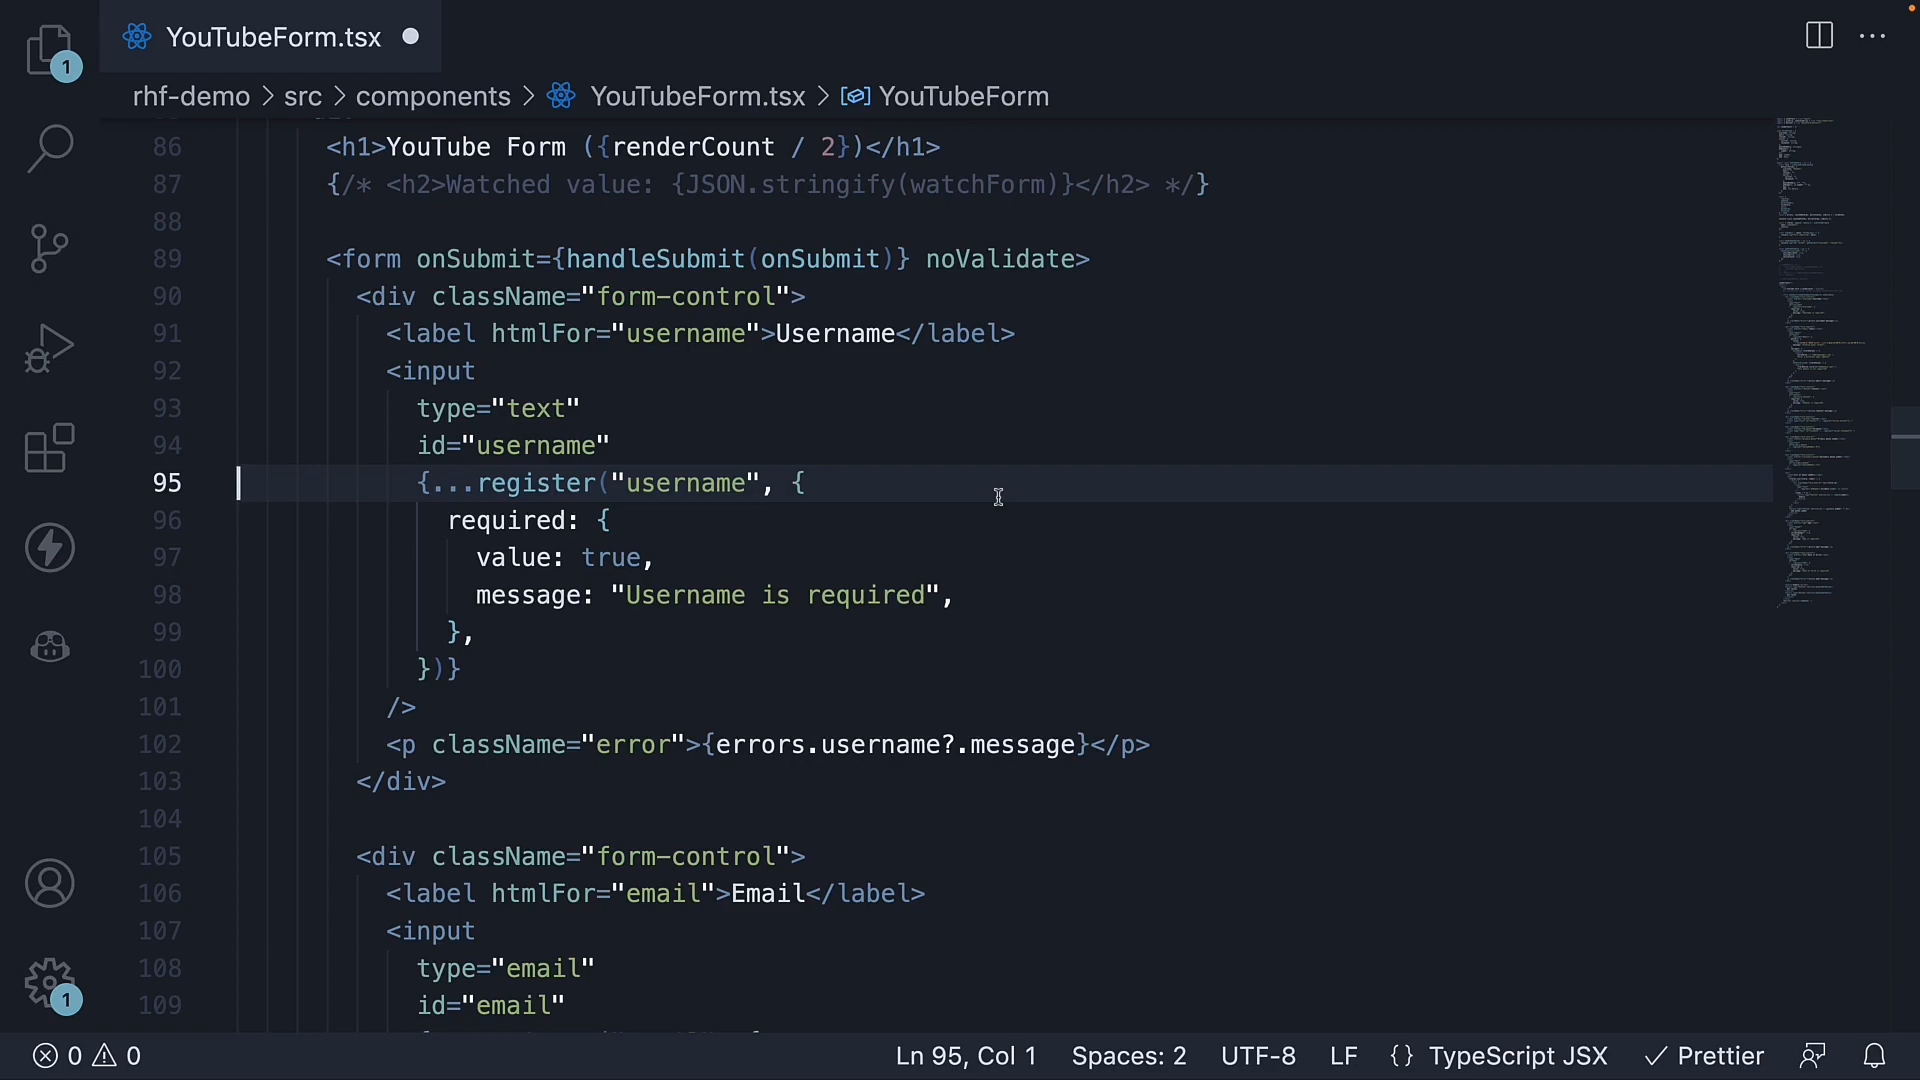 YouTubeForm.tsx
rhf-demo > src > components > YouTubeForm.tsx > YouTubeForm
86 <h1>YouTube Form ({renderCount / 2})</h1>
87 {/* <h2>Watched value: {JSON.stringify(watchForm)}</h2> */}
88
89 <form onSubmit={handleSubmit(onSubmit)} noValidate>
90 <div className="form-control">
91 <label htmlFor="username">Username</label>
92 <input
93 type="text"
94 id="username"
95 {...register("username", {
96 required: {
97 value: true,
98 message: "Username is required",
99 },
100 })}
101 />
102 <p className="error">{errors.username?.message}</p>
103 </div>
104
105 <div className="form-control">
106 <label htmlFor="email">Email</label>
107 <input
108 type="email"
109 id="email"
1
1
0 0 Ln 95, Col 1 Spaces: 2 UTF-8 LF {} TypeScript JSX Prettier